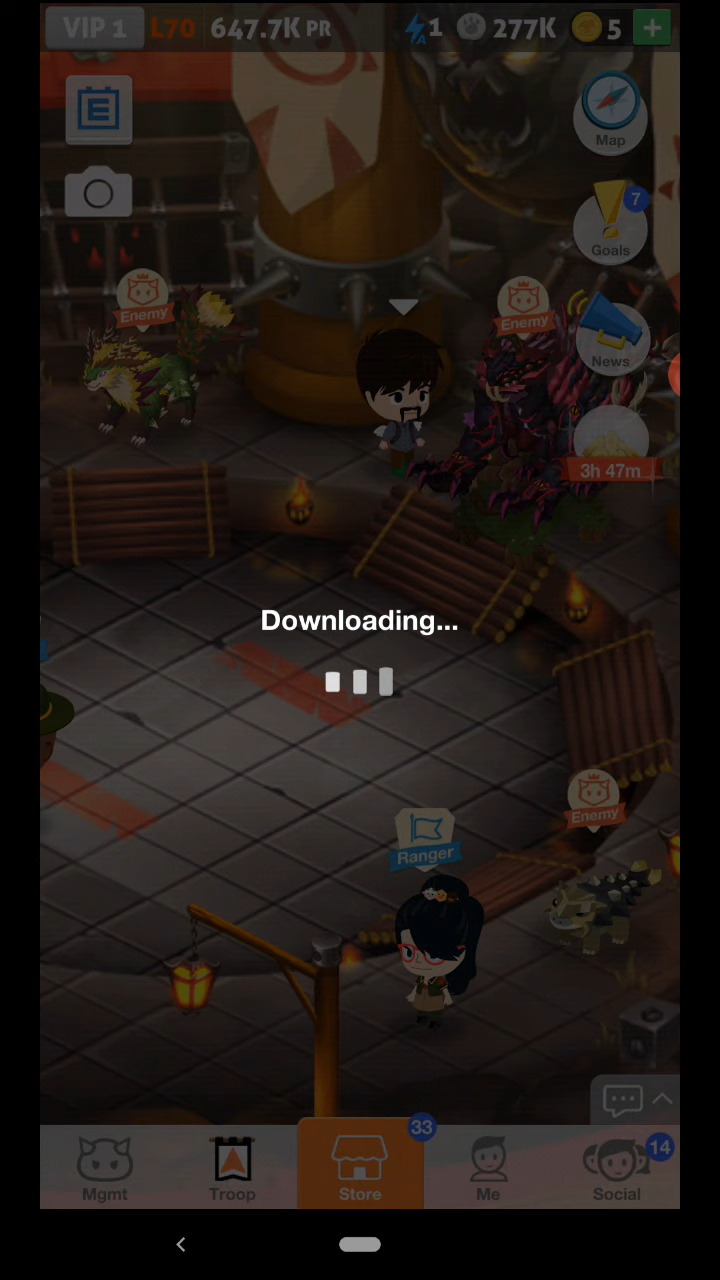 VIP 1 L70 647.7K PR 1 277K 5 +
A
E
Map
7
Goals
Enemy
Enemy
News
3h 47m
Downloading...
Enemy
Ranger
33
14
Mgmt Troop Store Me Social